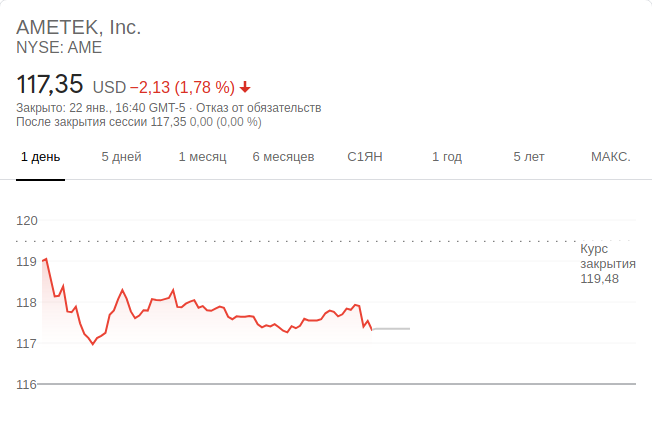 AMETEK, Inc.
NYSE: AME
117,35 USD −2,13 (1,78 %)
Закрыто: 22 янв., 16:40 GMT-5 · Отказ от обязательств
После закрытия сессии 117,35 0,00 (0,00 %)
1 день 5 дней 1 месяц 6 месяцев С1ЯН 1 год 5 лет МАКС.
120
Курс
119
закрытия
119,48
118
117
116